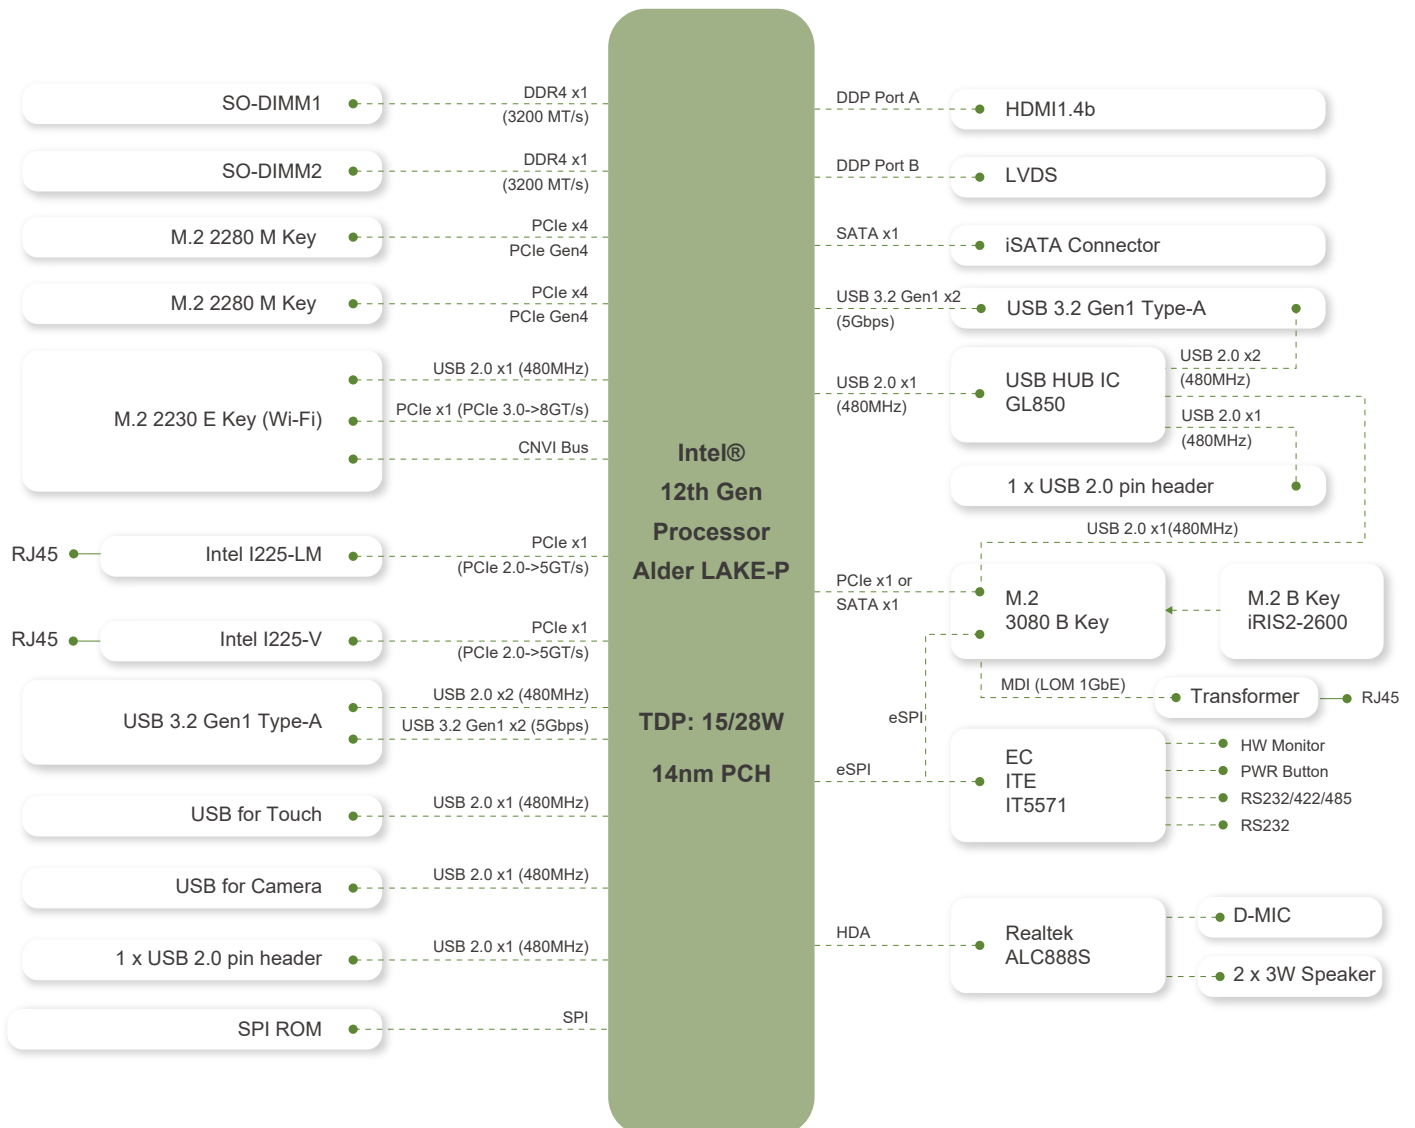 SO-DIMM1
DDR4 x1
(3200 MT/s)
SO-DIMM2
DDR4 x1
(3200 MT/s)
M.2 2280 M Key
PCIe x4
PCIe Gen4
M.2 2280 M Key
PCIe x4
PCIe Gen4
M.2 2230 E Key (Wi-Fi)
USB 2.0 x1 (480MHz)
PCIe x1 (PCIe 3.0->8GT/s)
CNVI Bus
RJ45
Intel I225-LM
PCIe x1
(PCIe 2.0->5GT/s)
RJ45
Intel I225-V
PCIe x1
(PCIe 2.0->5GT/s)
USB 3.2 Gen1 Type-A
USB 2.0 x2 (480MHz)
USB 3.2 Gen1 x2 (5Gbps)
USB for Touch
USB 2.0 x1 (480MHz)
USB for Camera
USB 2.0 x1 (480MHz)
1 x USB 2.0 pin header
USB 2.0 x1 (480MHz)
SPI ROM
SPI
Intel®
12th Gen
Processor
Alder LAKE-P
TDP: 15/28W
14nm PCH
DDP Port A
HDMI1.4b
DDP Port B
LVDS
SATA x1
iSATA Connector
USB 3.2 Gen1 x2
(5Gbps)
USB 3.2 Gen1 Type-A
USB 2.0 x1
(480MHz)
USB HUB IC
GL850
USB 2.0 x2
(480MHz)
USB 2.0 x1
(480MHz)
1 x USB 2.0 pin header
USB 2.0 x1(480MHz)
PCIe x1 or
SATA x1
M.2
3080 B Key
M.2 B Key
iRIS2-2600
MDI (LOM 1GbE)
Transformer
RJ45
eSPI
eSPI
EC
ITE
IT5571
HW Monitor
PWR Button
RS232/422/485
RS232
HDA
Realtek
ALC888S
D-MIC
2 x 3W Speaker